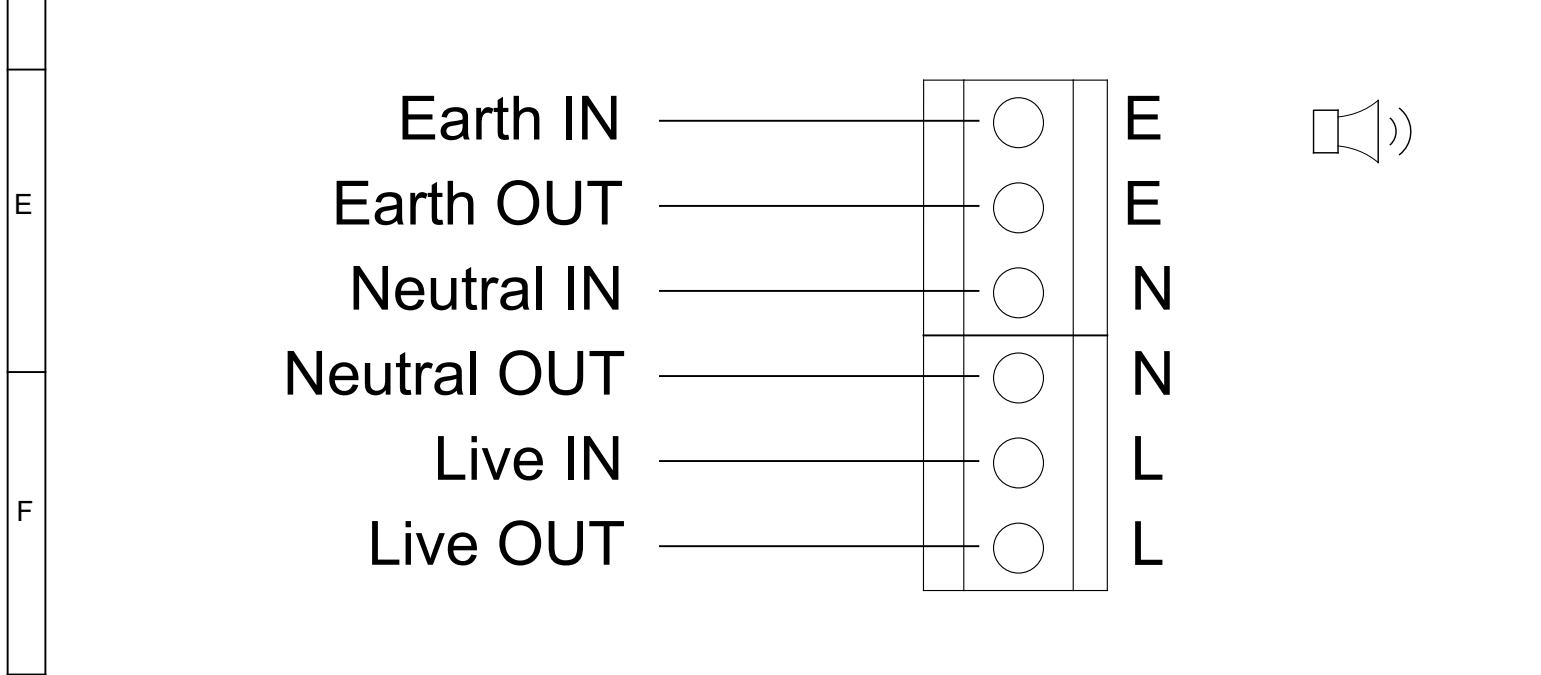 Earth IN E
Earth OUT E
Neutral IN N
Neutral OUT N
Live IN L
Live OUT L
E
F